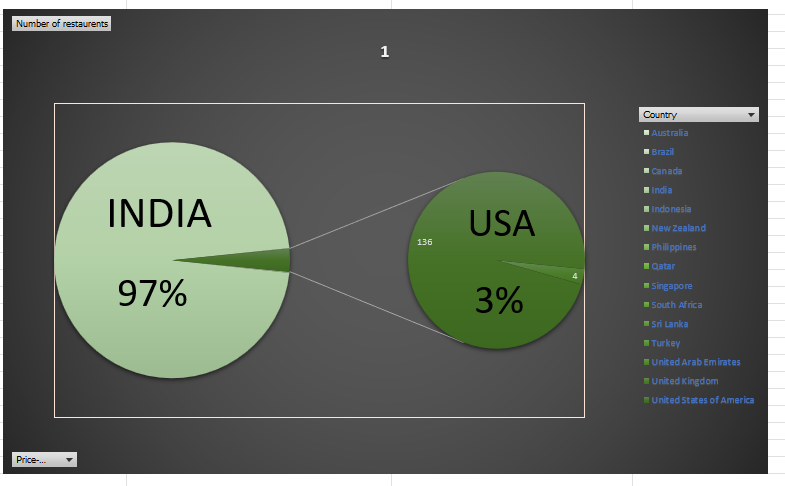 Number of restaurents
1
INDIA
97%
USA
136
4
3%
Country
Australia
Brazil
Canada
India
Indonesia
New Zealand
Philippines
Qatar
Singapore
South Africa
Sri Lanka
Turkey
United Arab Emirates
United Kingdom
United States of America
Price-...